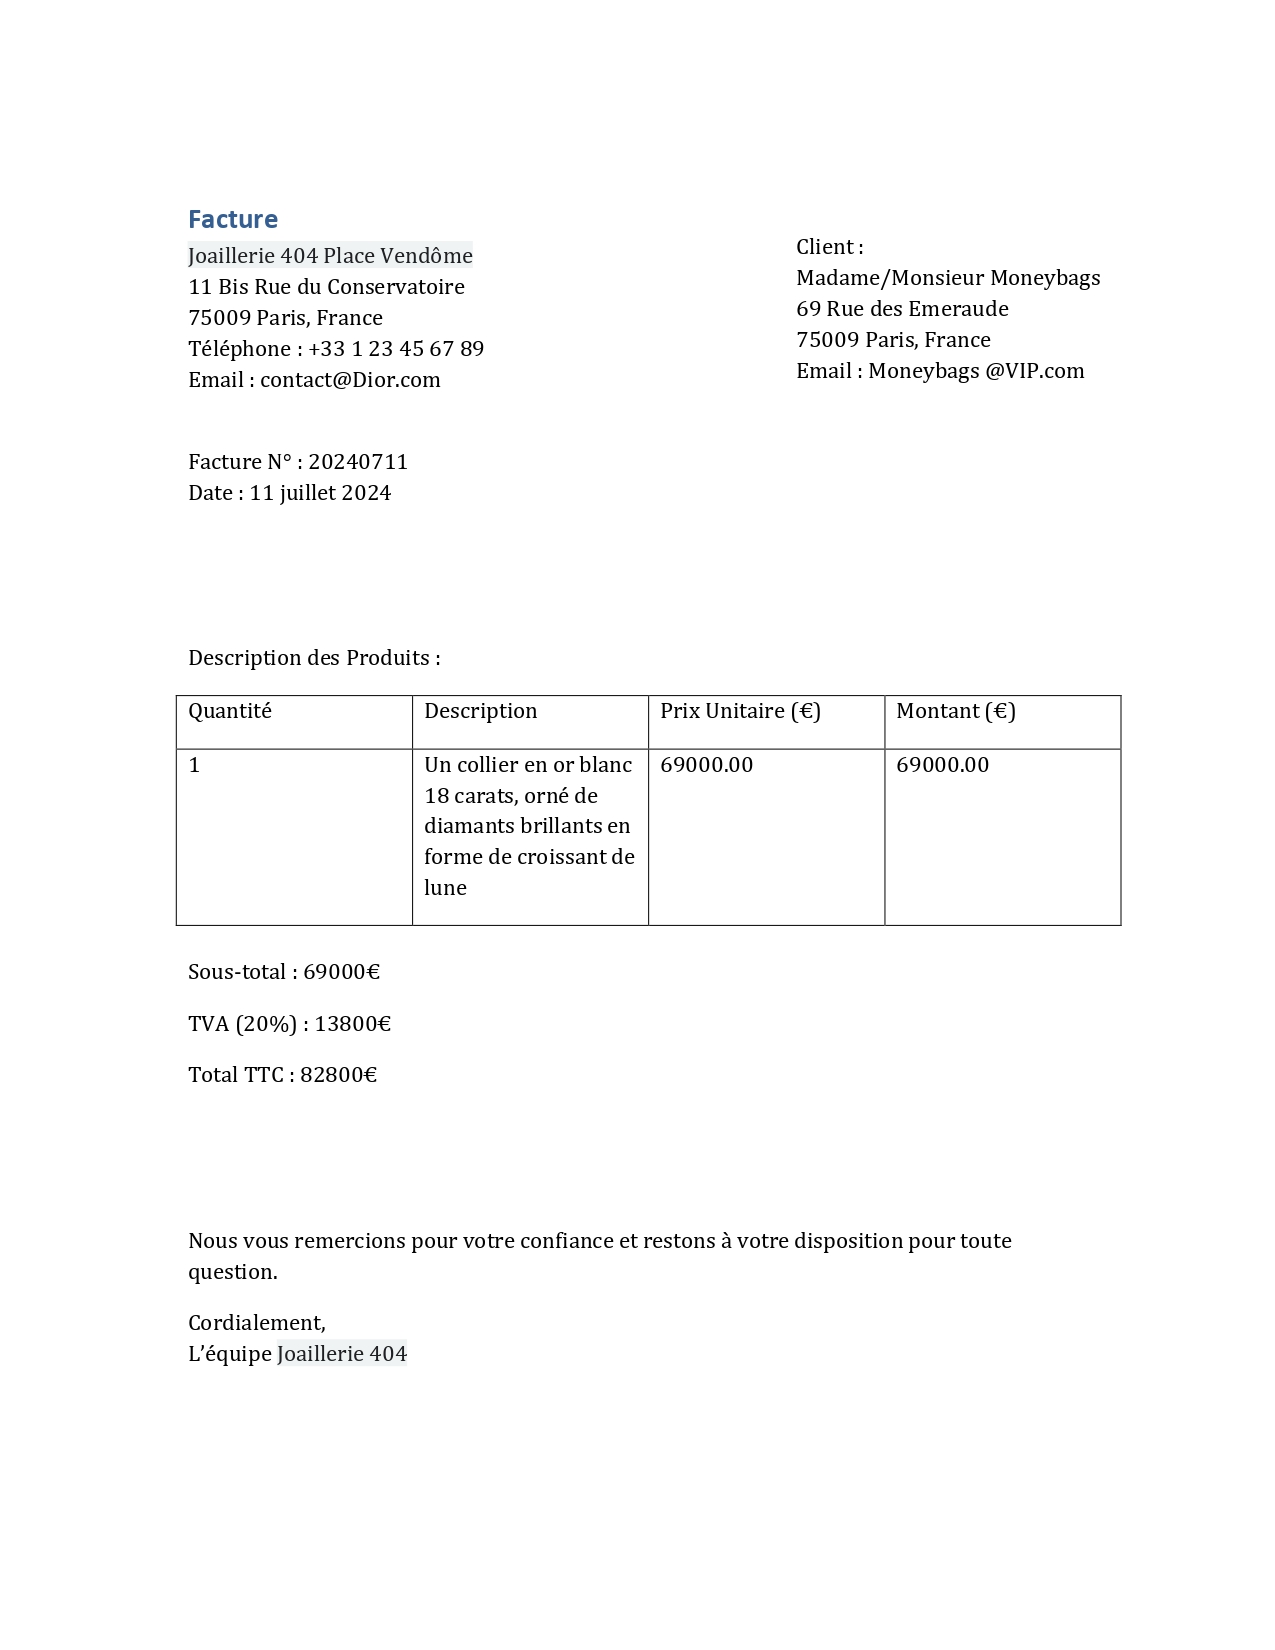 Facture
Joaillerie 404 Place Vendôme
11 Bis Rue du Conservatoire
75009 Paris, France
Téléphone : +33 1 23 45 67 89
Email : contact@Dior.com
Client :
Madame/Monsieur Moneybags
69 Rue des Emeraude
75009 Paris, France
Email : Moneybags @VIP.com
Facture N° : 20240711
Date : 11 juillet 2024
Description des Produits :
Quantité Description Prix Unitaire (€) Montant (€)
1 Un collier en or blanc 69000.00 69000.00
18 carats, orné de
diamants brillants en
forme de croissant de
lune
Sous-total : 69000€
TVA (20%) : 13800€
Total TTC : 82800€
Nous vous remercions pour votre confiance et restons à votre disposition pour toute
question.
Cordialement,
L’équipe Joaillerie 404